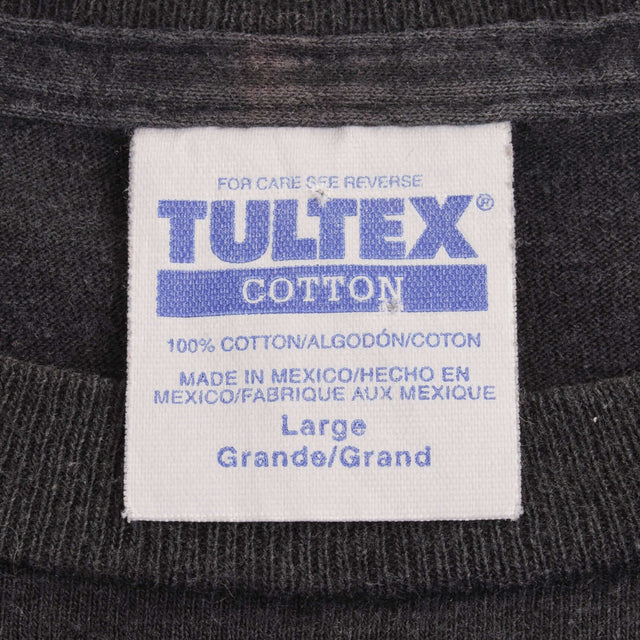 FOR CARE SEE REVERSE
TULTEX®
COTTON
100% COTTON/ALGODÓN/COTON
MADE IN MEXICO/HECHO EN
MEXICO/FABRIQUE AUX MEXIQUE
Large
Grande/Grand